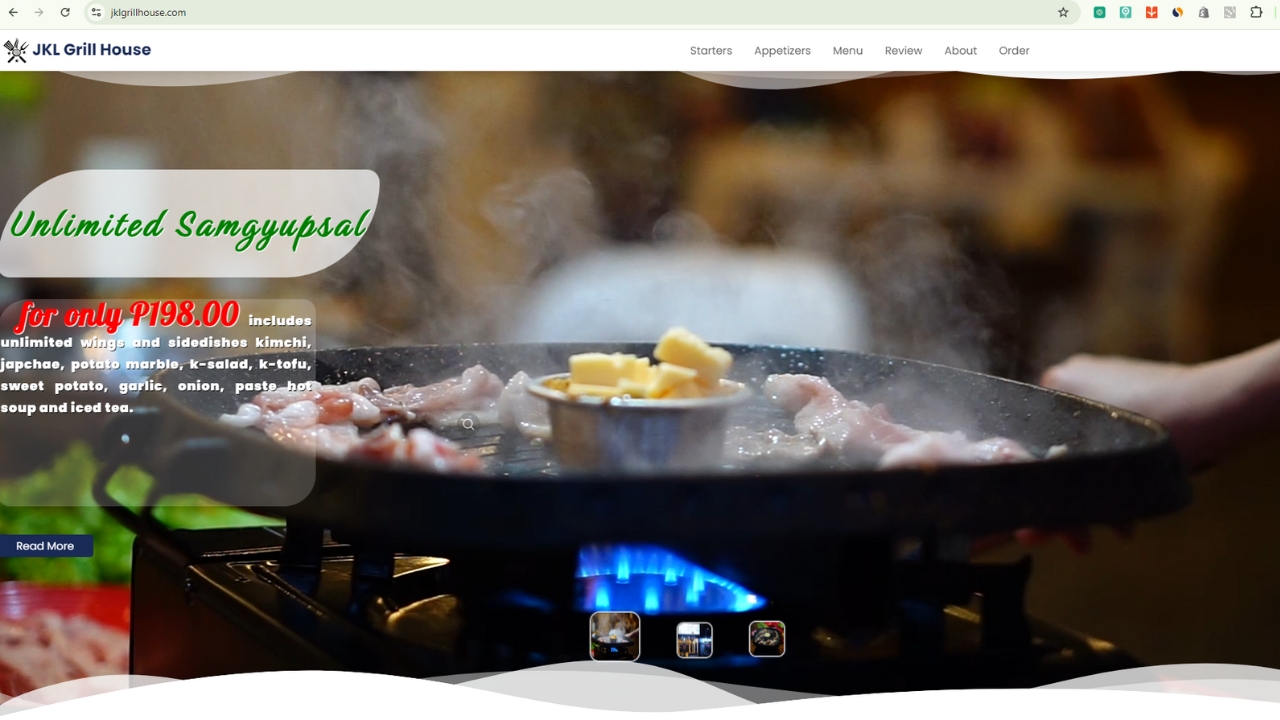 jklgrillhouse.com
JKL Grill House
Starters Appetizers Menu Review About Order
Unlimited Samgyupsal
for only P198.00 includes
unlimited wings and sidedishes kimchi,
japchae, potato marble, k-salad, k-tofu,
sweet potato, garlic, onion, paste hot
soup and iced tea.
Read More